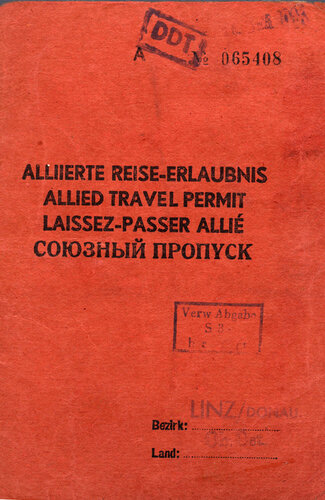 DDT
A № 065408
ALLIIERTE REISE-ERLAUBNIS
ALLIED TRAVEL PERMIT
LAISSEZ-PASSER ALLIÉ
СОЮЗНЫЙ ПРОПУСК
Verw Abgabe
S 3
LINZ/DONAU
Bezirk:
Land: